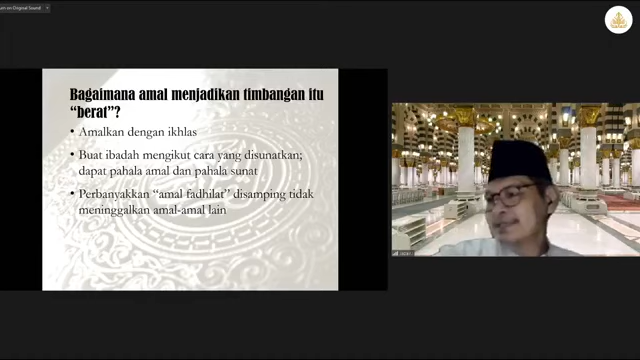 Bagaimana amal menjadikan timbangan itu
“berat”?
• Amalkan dengan ikhlas
• Buat ibadah mengikut cara yang disunatkan;
dapat pahala amal dan pahala sunat
• Perbanyakkan “amal fadhilat” disamping tidak
meninggalkan amal-amal lain